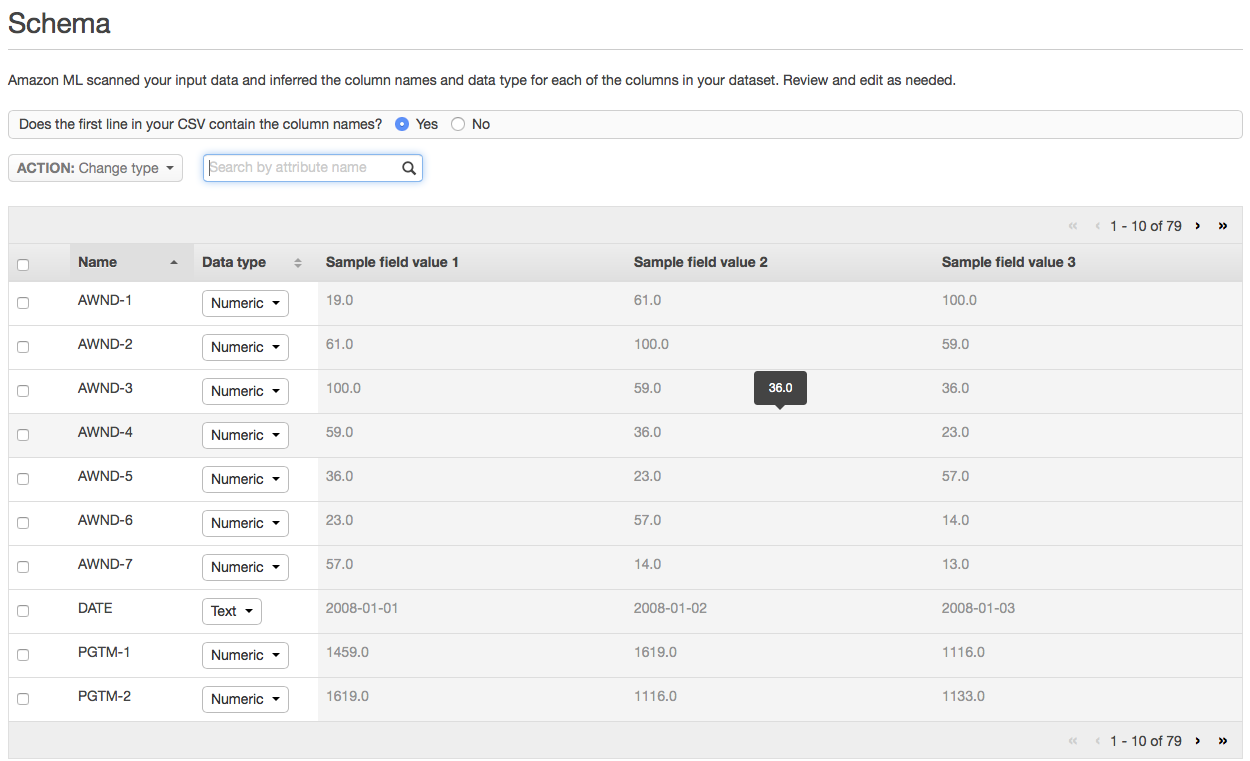 Schema
Amazon ML scanned your input data and inferred the column names and data type for each of the columns in your dataset. Review and edit as needed.
Does the first line in your CSV contain the column names? Yes No
ACTION: Change type Search by attribute name
« ‹ 1 - 10 of 79 › »
Name Data type Sample field value 1 Sample field value 2 Sample field value 3
AWND-1 Numeric 19.0 61.0 100.0
AWND-2 Numeric 61.0 100.0 59.0
AWND-3 Numeric 100.0 59.0 36.0 36.0
AWND-4 Numeric 59.0 36.0 23.0
AWND-5 Numeric 36.0 23.0 57.0
AWND-6 Numeric 23.0 57.0 14.0
AWND-7 Numeric 57.0 14.0 13.0
DATE Text 2008-01-01 2008-01-02 2008-01-03
PGTM-1 Numeric 1459.0 1619.0 1116.0
PGTM-2 Numeric 1619.0 1116.0 1133.0
« ‹ 1 - 10 of 79 › »